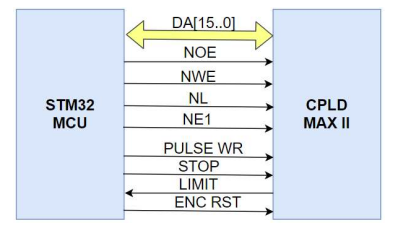 DA[15..0]
NOE
NWE
NL
NE1
PULSE WR
STOP
LIMIT
ENC RST
STM32
MCU
CPLD
MAX II